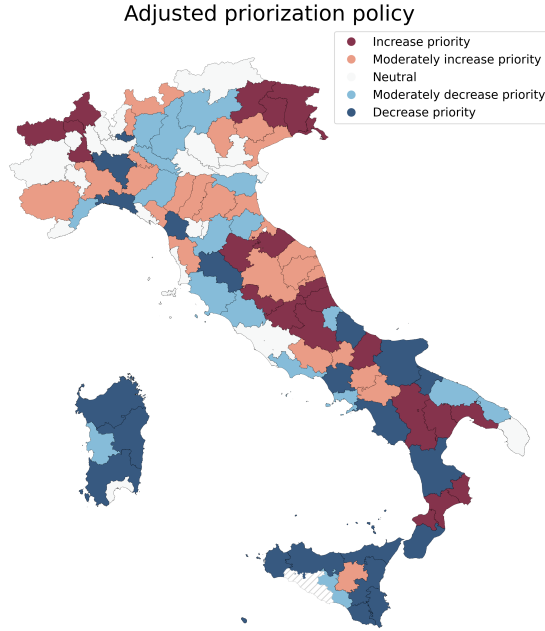 Adjusted priorization policy
Increase priority
Moderately increase priority
Neutral
Moderately decrease priority
Decrease priority